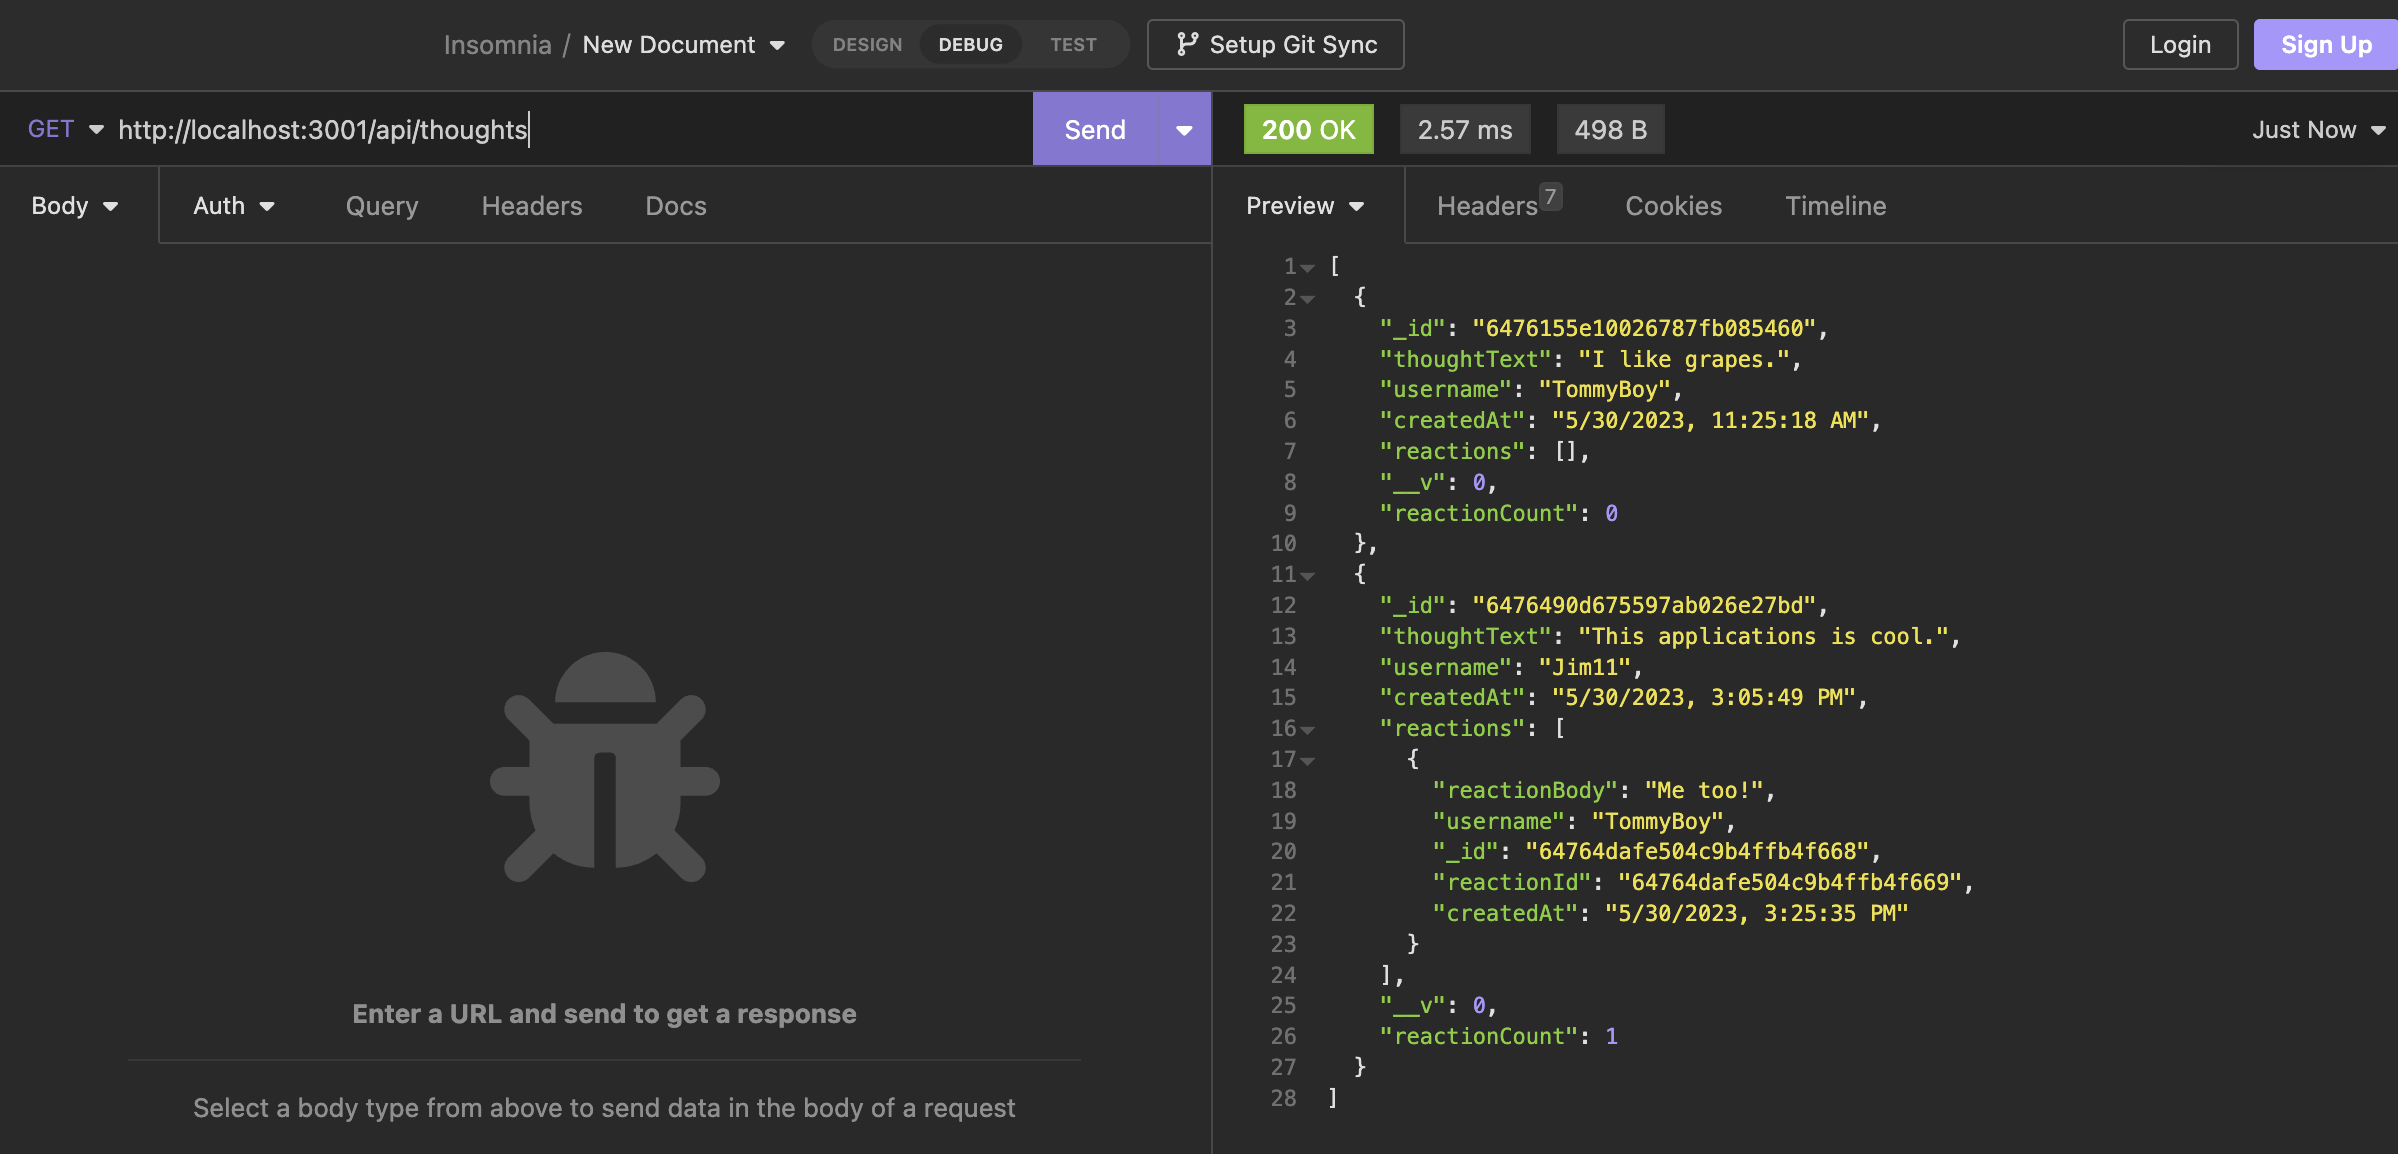 Insomnia / New Document DESIGN DEBUG TEST Setup Git Sync Login Sign Up
GET http://localhost:3001/api/thoughts Send 200 OK 2.57 ms 498 B Just Now
Body Auth Query Headers Docs
Enter a URL and send to get a response
Select a body type from above to send data in the body of a request
Preview Headers 7 Cookies Timeline
1 [
2 {
3 "_id": "6476155e10026787fb085460",
4 "thoughtText": "I like grapes.",
5 "username": "TommyBoy",
6 "createdAt": "5/30/2023, 11:25:18 AM",
7 "reactions": [],
8 "__v": 0,
9 "reactionCount": 0
10 },
11 {
12 "_id": "6476490d675597ab026e27bd",
13 "thoughtText": "This applications is cool.",
14 "username": "Jim11",
15 "createdAt": "5/30/2023, 3:05:49 PM",
16 "reactions": [
17 {
18 "reactionBody": "Me too!",
19 "username": "TommyBoy",
20 "_id": "64764dafe504c9b4ffb4f668",
21 "reactionId": "64764dafe504c9b4ffb4f669",
22 "createdAt": "5/30/2023, 3:25:35 PM"
23 }
24 ],
25 "__v": 0,
26 "reactionCount": 1
27 }
28 ]